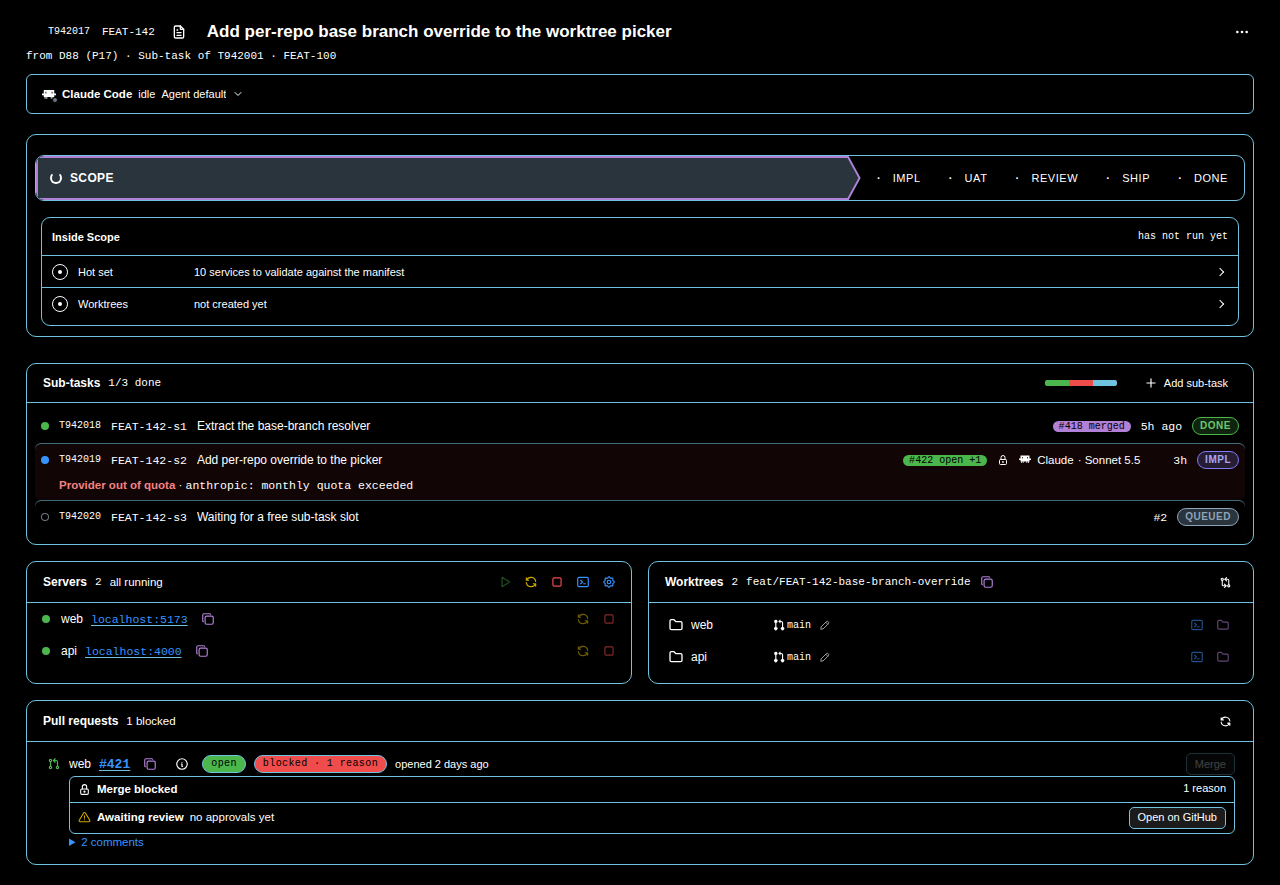 T942017 FEAT-142 Add per-repo base branch override to the worktree picker
from D88 (P17) · Sub-task of T942001 · FEAT-100
Claude Code idle Agent default
SCOPE · IMPL · UAT · REVIEW · SHIP · DONE
Inside Scope has not run yet
Hot set 10 services to validate against the manifest
Worktrees not created yet
Sub-tasks 1/3 done Add sub-task
T942018 FEAT-142-s1 Extract the base-branch resolver #418 merged 5h ago DONE
T942019 FEAT-142-s2 Add per-repo override to the picker #422 open +1 Claude · Sonnet 5.5 3h IMPL
Provider out of quota · anthropic: monthly quota exceeded
T942020 FEAT-142-s3 Waiting for a free sub-task slot #2 QUEUED
Servers 2 all running
web localhost:5173
api localhost:4000
Worktrees 2 feat/FEAT-142-base-branch-override
web main
api main
Pull requests 1 blocked
web #421 open blocked · 1 reason opened 2 days ago Merge
Merge blocked 1 reason
Awaiting review no approvals yet Open on GitHub
2 comments